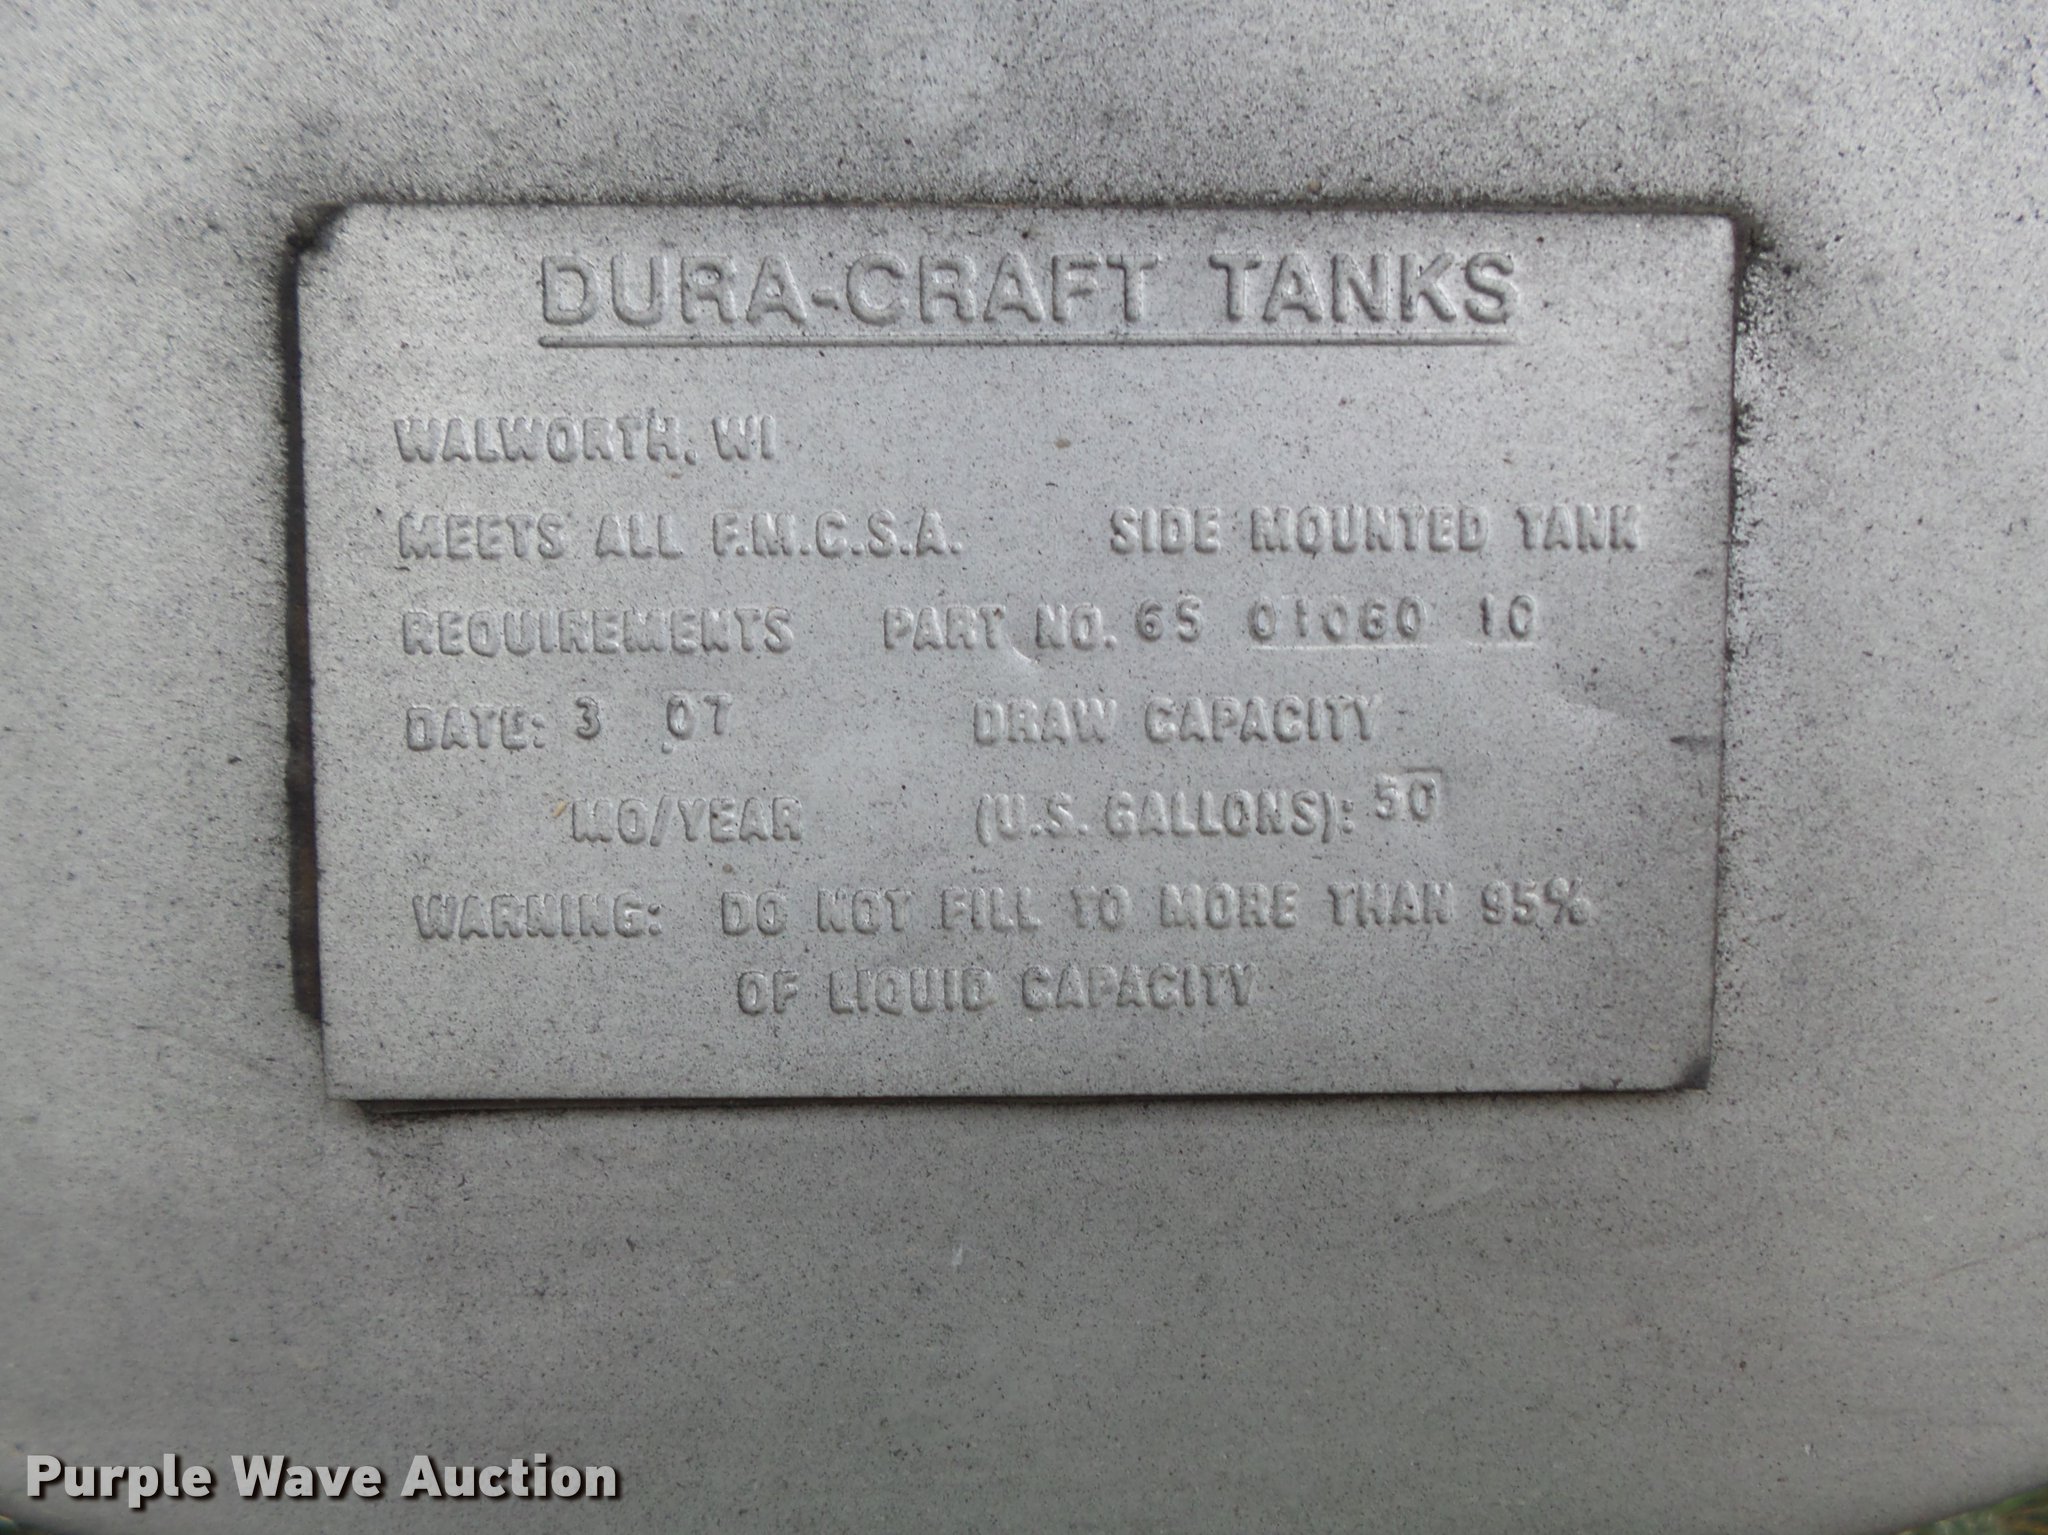 DURA-CRAFT TANKS
WALWORTH, WI
MEETS ALL F.M.C.S.A. SIDE MOUNTED TANK
REQUIREMENTS PART NO. 6S 01060 10
DATE: 3 07 DRAW CAPACITY
MO/YEAR (U.S. GALLONS): 50
WARNING: DO NOT FILL TO MORE THAN 95%
OF LIQUID CAPACITY
Purple Wave Auction